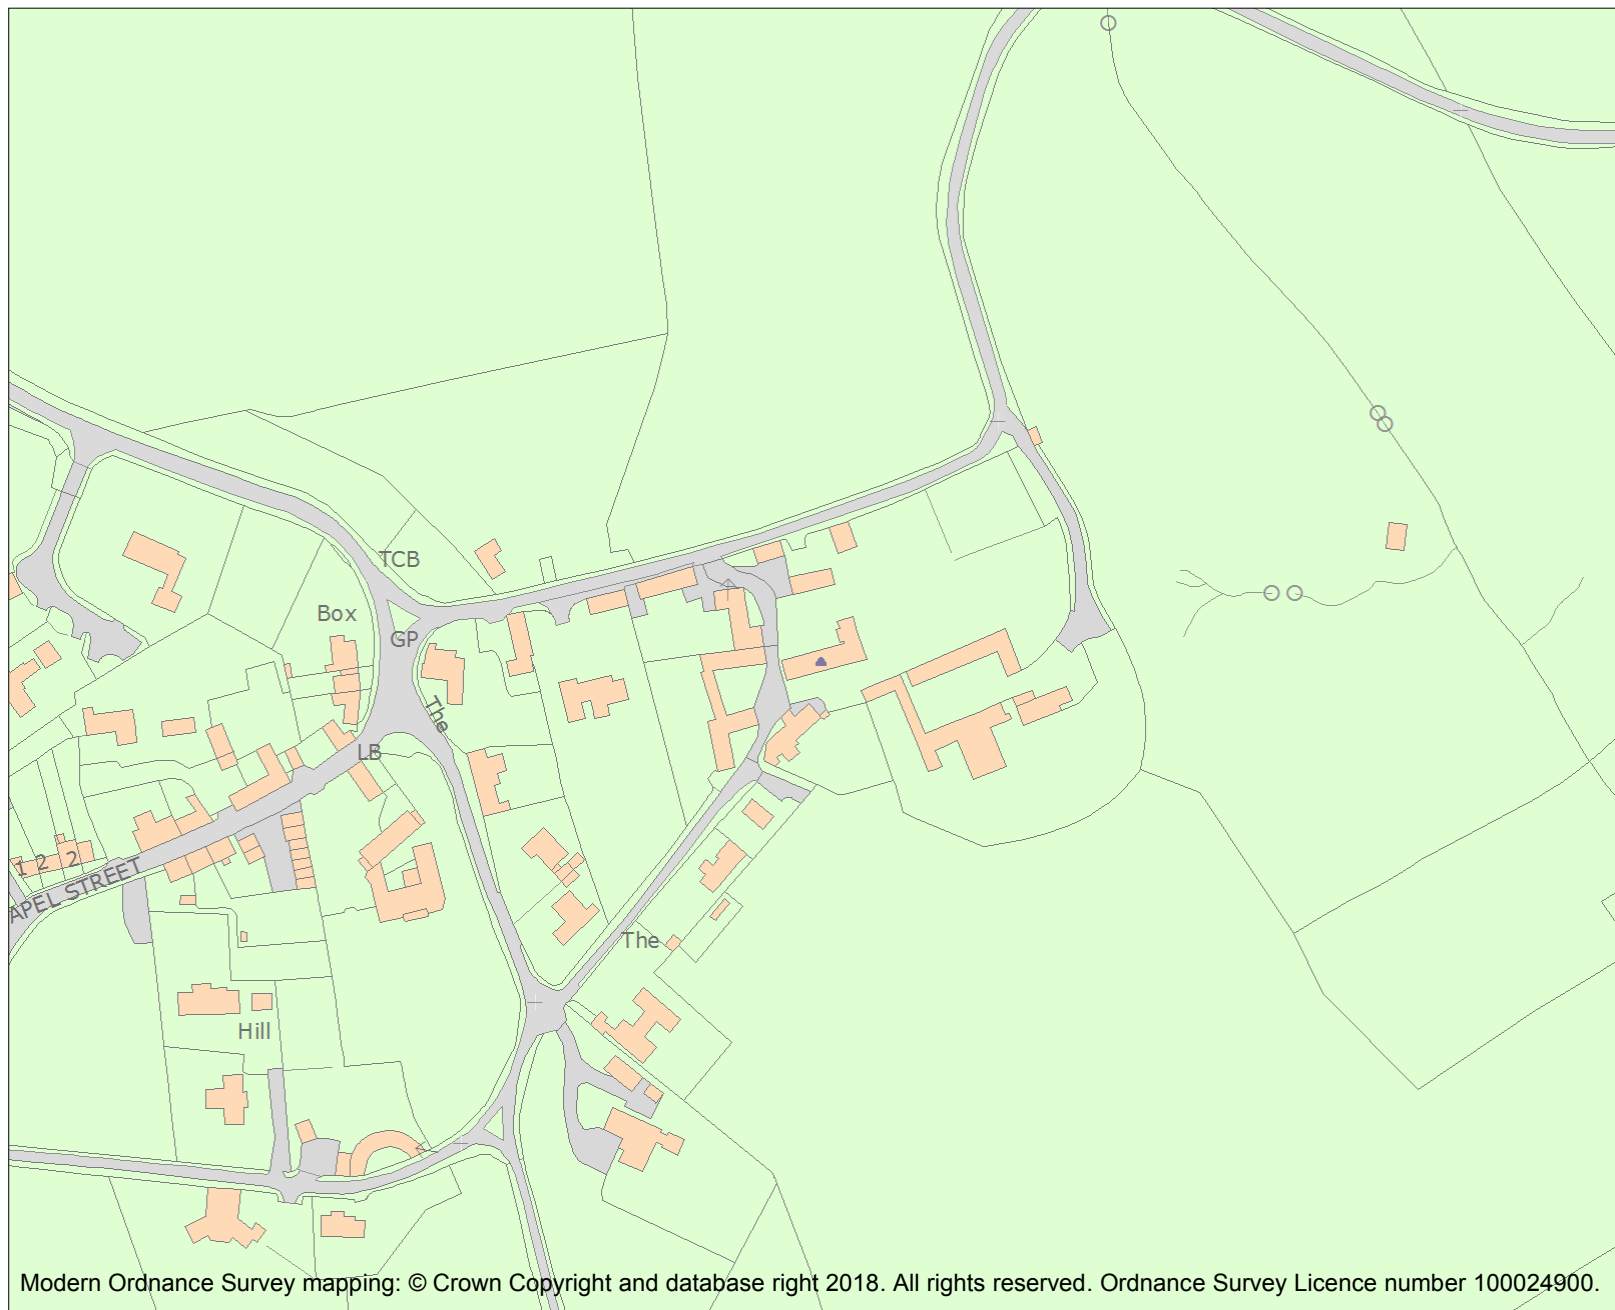 TCB
Box
GP
The
LB
1 2 2
APEL STREET
The
Hill
Modern Ordnance Survey mapping: © Crown Copyright and database right 2018. All rights reserved. Ordnance Survey Licence number 100024900.